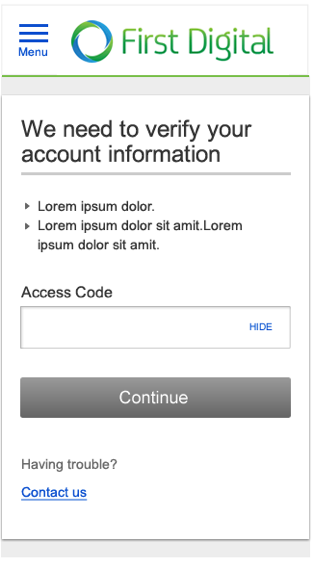 Menu
First Digital
We need to verify your
account information
Lorem ipsum dolor.
Lorem ipsum dolor sit amit.Lorem
ipsum dolor sit amit.
Access Code
HIDE
Continue
Having trouble?
Contact us